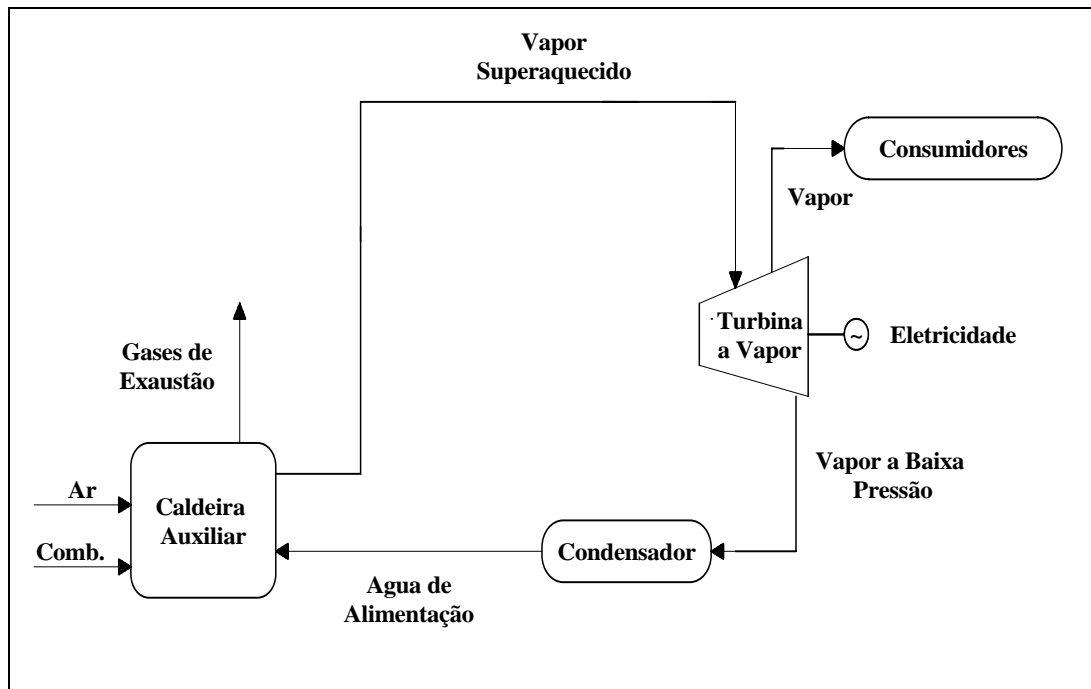 Vapor
Superaquecido
Consumidores
Vapor
Turbina
a Vapor
~
Eletricidade
Gases de
Exaustão
Vapor a Baixa
Pressão
Ar
Caldeira
Auxiliar
Comb.
Condensador
Agua de
Alimentação